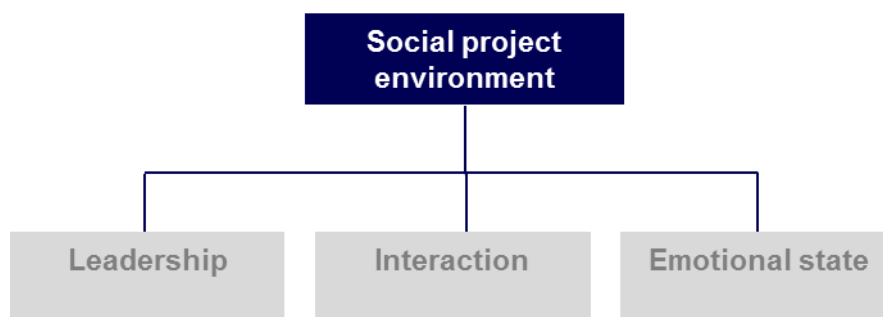 Social project
environment
Leadership
Interaction
Emotional state